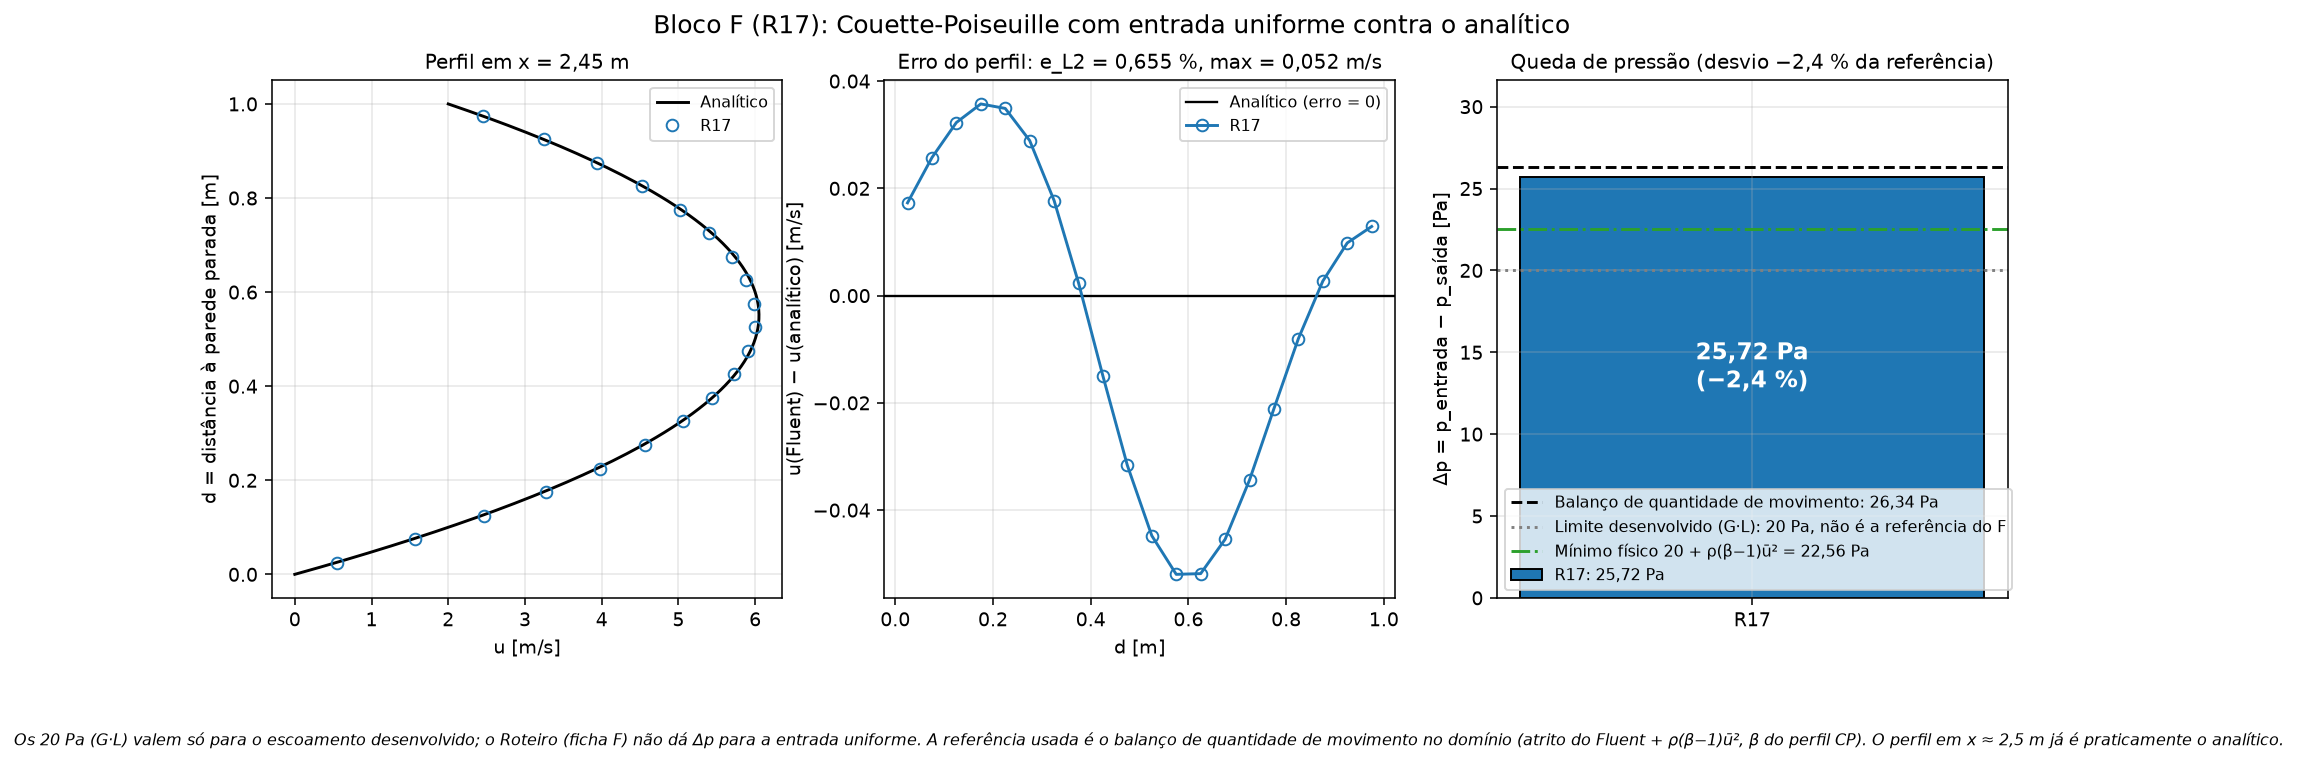 Bloco F (R17): Couette-Poiseuille com entrada uniforme contra o analítico
Perfil em x = 2,45 m
Analítico
R17
d = distância à parede parada [m]
1.0
0.8
0.6
0.4
0.2
0.0
0
1
2
3
4
5
6
u [m/s]
Erro do perfil: e_L2 = 0,655 %, max = 0,052 m/s
Analítico (erro = 0)
R17
u(Fluent) − u(analítico) [m/s]
0.04
0.02
0.00
−0.02
−0.04
0.0
0.2
0.4
0.6
0.8
1.0
d [m]
Queda de pressão (desvio −2,4 % da referência)
Δp = p_entrada − p_saída [Pa]
30
25
20
15
10
5
0
25,72 Pa
(−2,4 %)
Balanço de quantidade de movimento: 26,34 Pa
Limite desenvolvido (G·L): 20 Pa, não é a referência do F
Mínimo físico 20 + ρ(β−1)ū² = 22,56 Pa
R17: 25,72 Pa
R17
Os 20 Pa (G·L) valem só para o escoamento desenvolvido; o Roteiro (ficha F) não dá Δp para a entrada uniforme. A referência usada é o balanço de quantidade de movimento no domínio (atrito do Fluent + ρ(β−1)ū², β do perfil CP). O perfil em x ≈ 2,5 m já é praticamente o analítico.